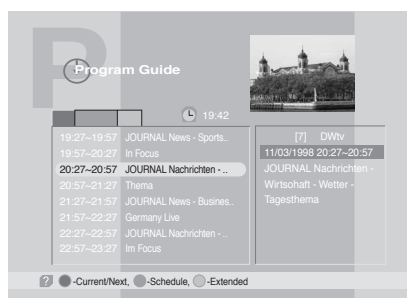 P
Program Guide
19:42
19:27~19:57 JOURNAL News - Sports..
19:57~20:27 In Focus
20:27~20:57 JOURNAL Nachrichten - ..
20:57~21:27 Thema
21:27~21:57 JOURNAL News - Busines..
21:57~22:27 Germany Live
22:27~22:57 JOURNAL Nachrichten - ..
22:57~23:27 Im Focus
[7] DWtv
11/03/1998 20:27~20:57
JOURNAL Nachrichten -
Wirtschaft - Wetter -
Tagesthema
? -Current/Next, -Schedule, -Extended